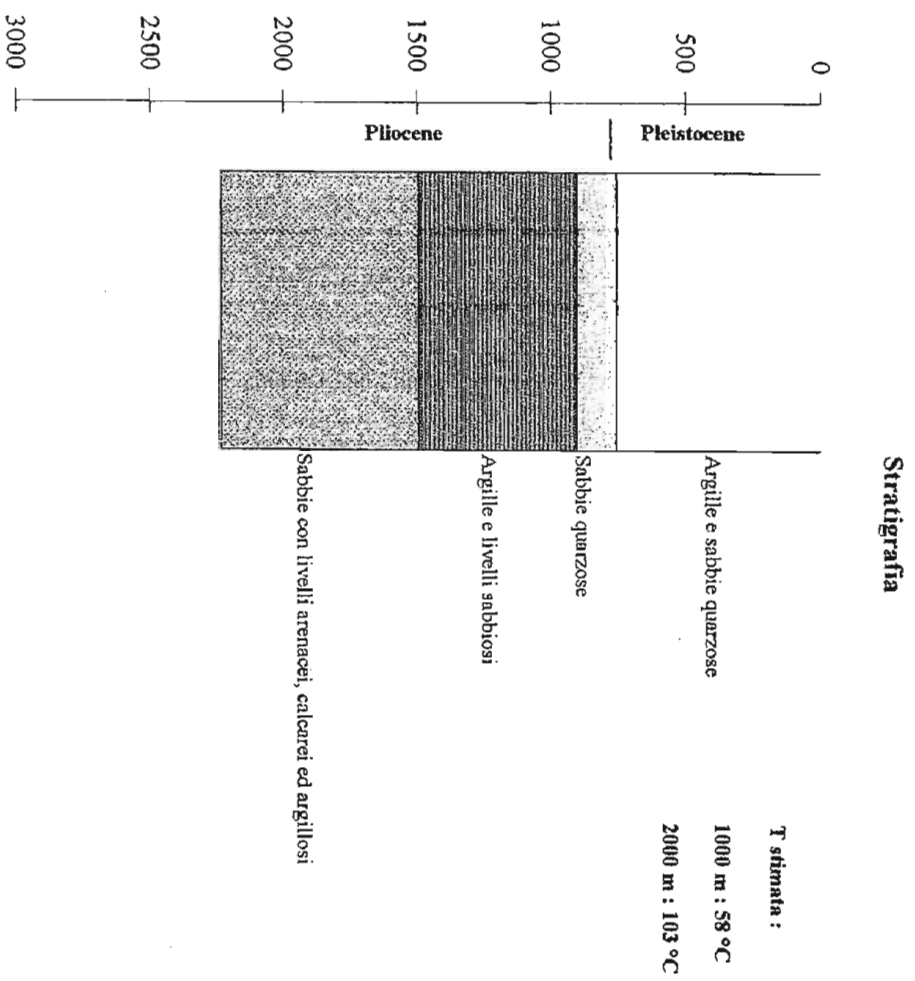 Stratigrafia
0
500
1000
1500
2000
2500
3000
Pleistocene
Pliocene
Argille e sabbie quarzose
Sabbie quarzose
Argille e livelli sabbiosi
Sabbie con livelli arenacei, calcarei ed argillosi
T stimata :
1000 m : 58 °C
2000 m : 103 °C